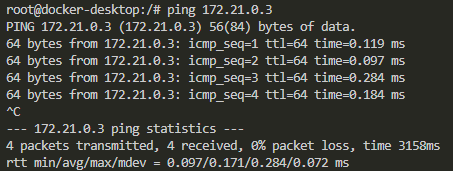 root@docker-desktop:/# ping 172.21.0.3
PING 172.21.0.3 (172.21.0.3) 56(84) bytes of data.
64 bytes from 172.21.0.3: icmp_seq=1 ttl=64 time=0.119 ms
64 bytes from 172.21.0.3: icmp_seq=2 ttl=64 time=0.097 ms
64 bytes from 172.21.0.3: icmp_seq=3 ttl=64 time=0.284 ms
64 bytes from 172.21.0.3: icmp_seq=4 ttl=64 time=0.184 ms
^C
--- 172.21.0.3 ping statistics ---
4 packets transmitted, 4 received, 0% packet loss, time 3158ms
rtt min/avg/max/mdev = 0.097/0.171/0.284/0.072 ms